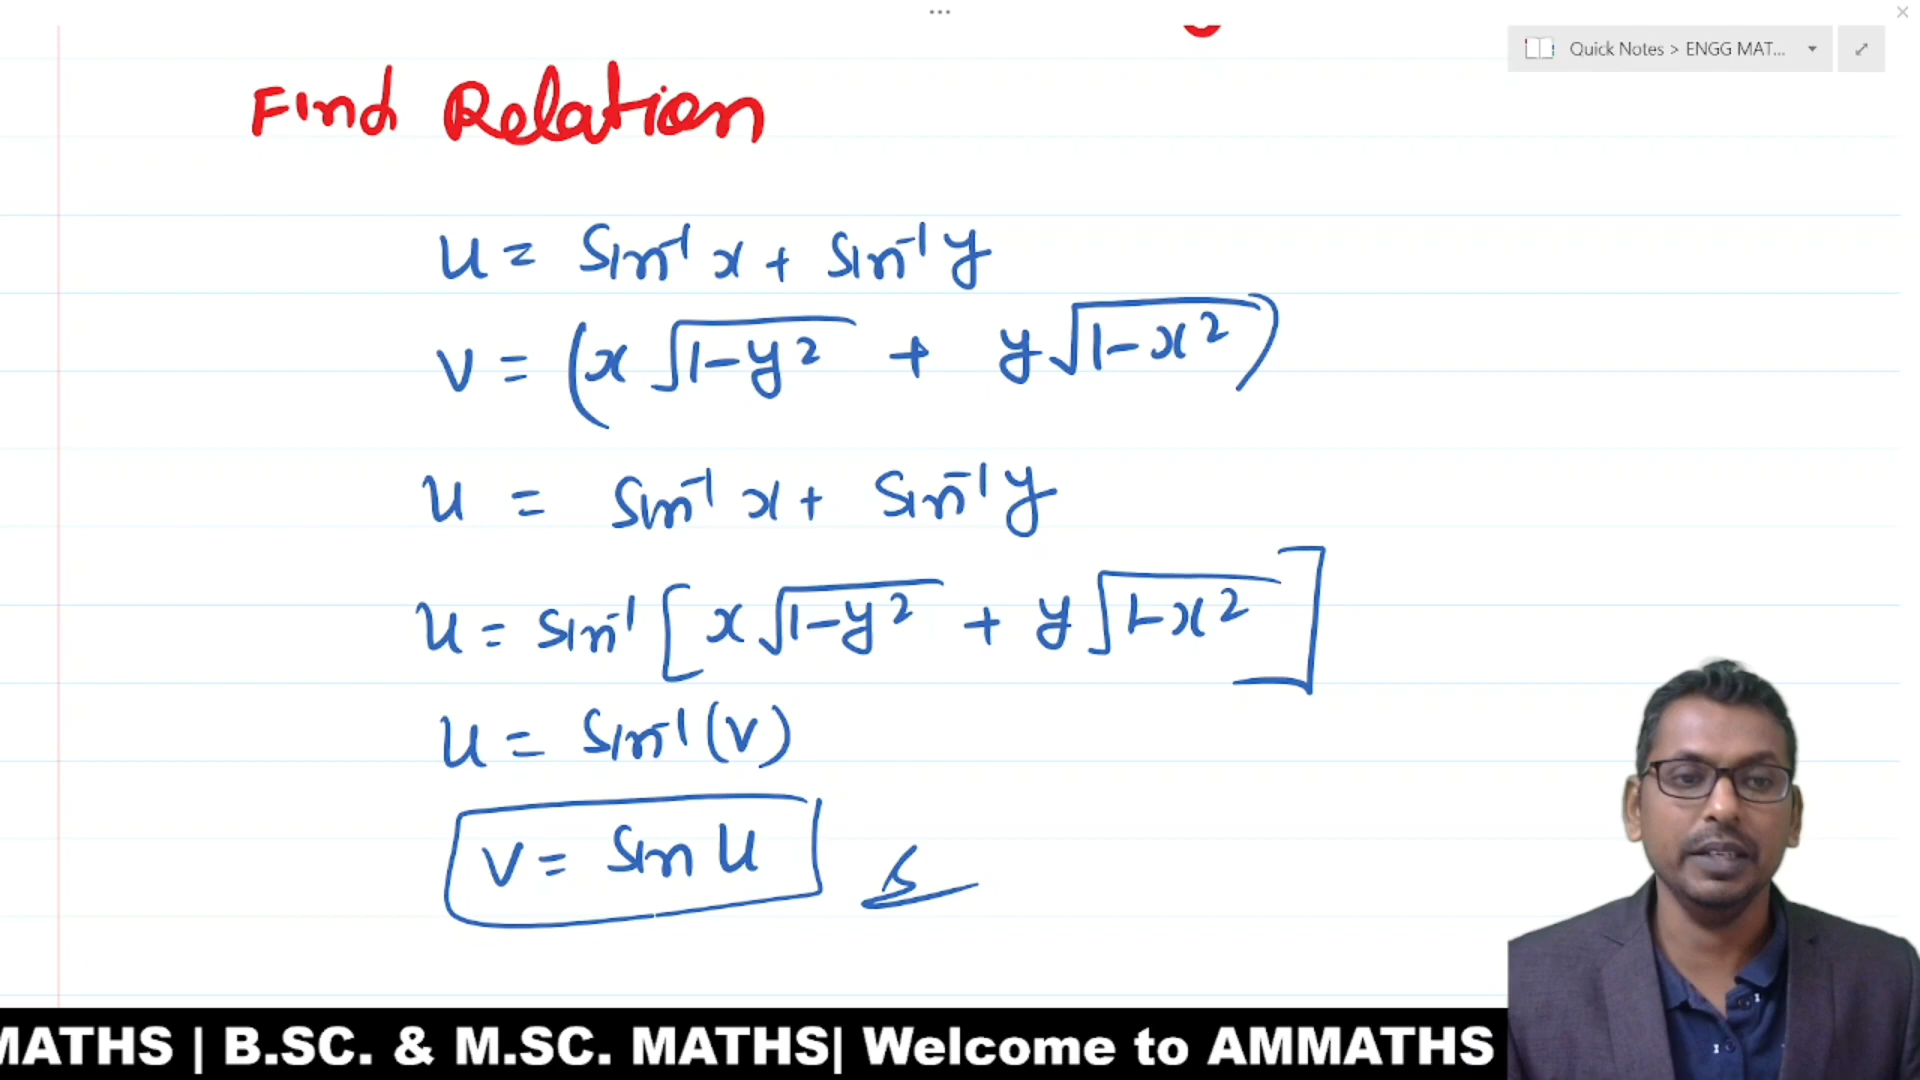 ...
Quick Notes > ENGG MAT...
Find Relation
u = Sin⁻¹ x + Sin⁻¹ y
v = (x √1-y² + y √1-x²)
u = Sin⁻¹ x + Sin⁻¹ y
u = Sin⁻¹ [x √1-y² + y √1-x²]
u = Sin⁻¹ (v)
v = Sin u
MATHS | B.SC. & M.SC. MATHS| Welcome to AMMATHS